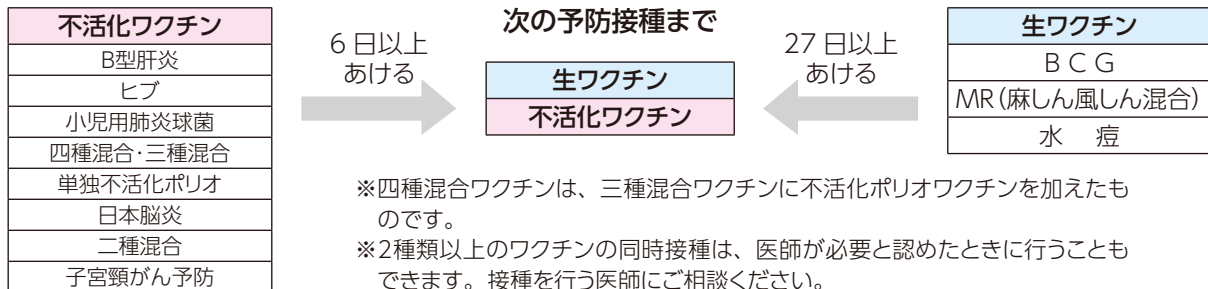 不活化ワクチン
B型肝炎
ヒブ
小児用肺炎球菌
四種混合・三種混合
単独不活化ポリオ
日本脳炎
二種混合
子宮頸がん予防
6日以上
あける
次の予防接種まで
生ワクチン
不活化ワクチン
27日以上
あける
生ワクチン
BCG
MR(麻しん風しん混合)
水 痘
※四種混合ワクチンは、三種混合ワクチンに不活化ポリオワクチンを加えたも
のです。
※2種類以上のワクチンの同時接種は、医師が必要と認めたときに行うことも
できます。接種を行う医師にご相談ください。